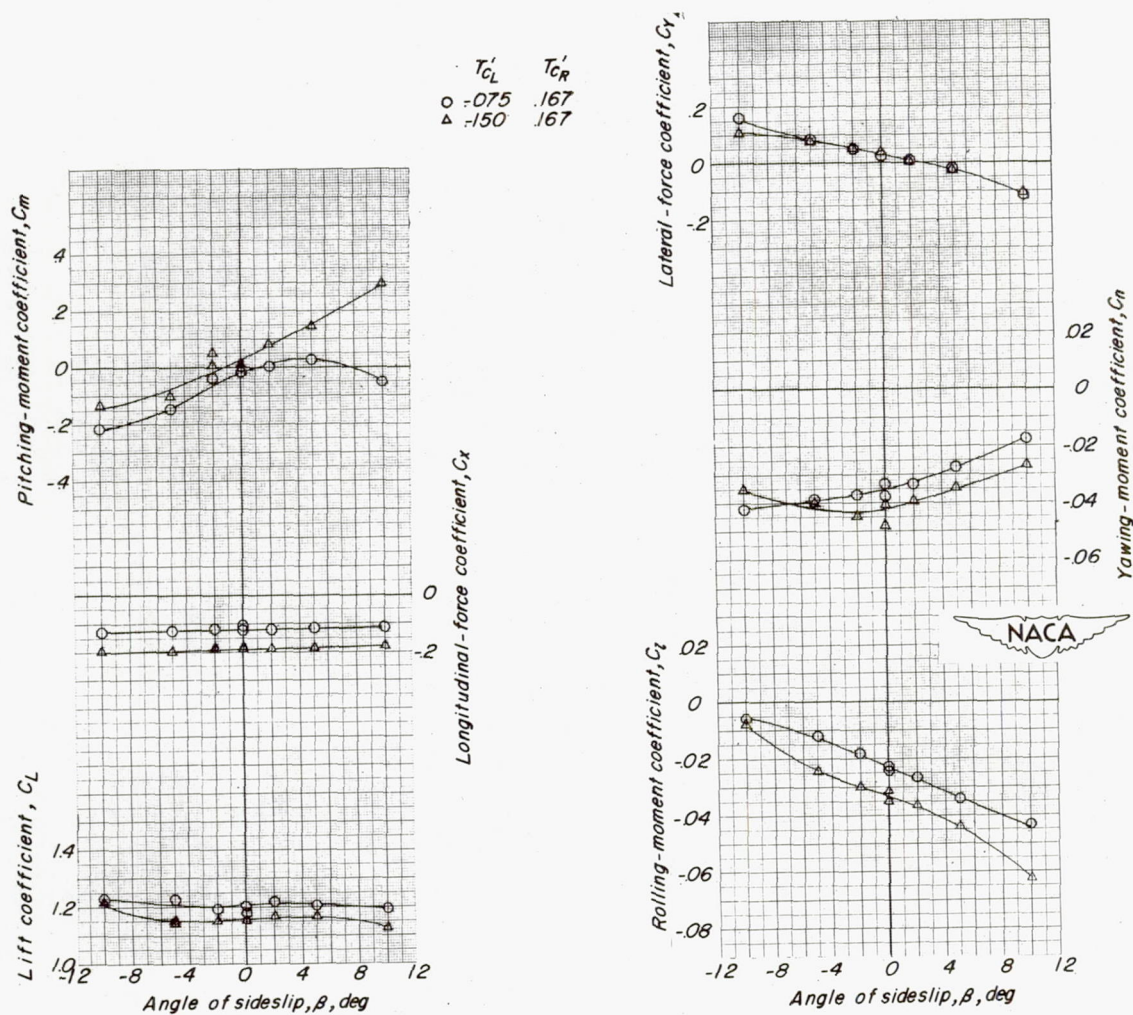 T'CL T'CR
○ -.075 .167
△ -.150 .167
Pitching-moment coefficient, Cm
4
.2
0
-.2
-.4
Longitudinal-force coefficient, Cx
0
-.2
Lift coefficient, CL
1.4
1.2
1.0
-12 -8 -4 0 4 8 12
Angle of sideslip, β, deg
Lateral-force coefficient, CY
.2
0
-.2
Yawing-moment coefficient, Cn
.02
0
-.02
-.04
-.06
NACA
Rolling-moment coefficient, Cl
.02
0
-.02
-.04
-.06
-.08
-12 -8 -4 0 4 8 12
Angle of sideslip, β, deg